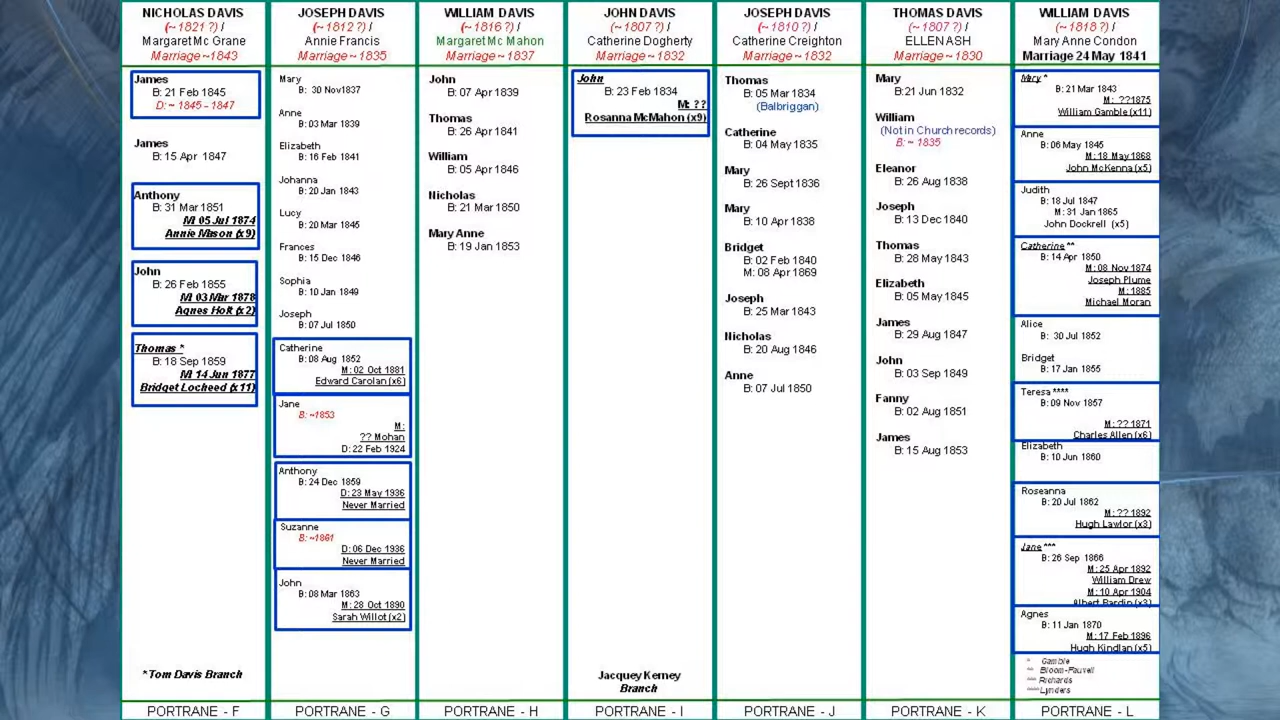 NICHOLAS DAVIS
(~ 1821 ?) /
Margaret Mc Grane
Marriage ~ 1843
James
B: 21 Feb 1845
D: ~ 1845 - 1847
James
B: 15 Apr 1847
Anthony
B: 31 Mar 1851
M 05 Jul 1874
Annie Mason (x9)
John
B: 26 Feb 1855
M 03 Mar 1878
Agnes Holt (x2)
Thomas *
B: 18 Sep 1859
M 14 Jun 1877
Bridget Locheed (x11)
*Tom Davis Branch
PORTRANE - F
JOSEPH DAVIS
(~ 1812 ?) /
Annie Francis
Marriage ~ 1835
Mary
B: 30 Nov1837
Anne
B: 03 Mar 1839
Elizabeth
B: 16 Feb 1841
Johanna
B: 20 Jan 1843
Lucy
B: 20 Mar 1845
Frances
B: 15 Dec 1846
Sophia
B: 10 Jan 1849
Joseph
B: 07 Jul 1850
Catherine
B: 08 Aug 1852
M: 02 Oct 1881
Edward Carolan (x6)
Jane
B: ~1853
M:
?? Mohan
D: 22 Feb 1924
Anthony
B: 24 Dec 1859
D: 23 May 1936
Never Married
Suzanne
B: ~1861
D: 06 Dec 1936
Never Married
John
B: 08 Mar 1863
M: 28 Oct 1890
Sarah Willot (x2)
PORTRANE - G
WILLIAM DAVIS
(~ 1816 ?) /
Margaret Mc Mahon
Marriage ~ 1837
John
B: 07 Apr 1839
Thomas
B: 26 Apr 1841
William
B: 05 Apr 1846
Nicholas
B: 21 Mar 1850
Mary Anne
B: 19 Jan 1853
PORTRANE - H
JOHN DAVIS
(~ 1807 ?) /
Catherine Dogherty
Marriage ~ 1832
John
B: 23 Feb 1834
M: ??
Rosanna McMahon (x9)
Jacquey Kerney
Branch
PORTRANE - I
JOSEPH DAVIS
(~ 1810 ?) /
Catherine Creighton
Marriage ~ 1832
Thomas
B: 05 Mar 1834
(Balbriggan)
Catherine
B: 04 May 1835
Mary
B: 26 Sept 1836
Mary
B: 10 Apr 1838
Bridget
B: 02 Feb 1840
M: 08 Apr 1869
Joseph
B: 25 Mar 1843
Nicholas
B: 20 Aug 1846
Anne
B: 07 Jul 1850
PORTRANE - J
THOMAS DAVIS
(~ 1807 ?) /
ELLEN ASH
Marriage ~ 1830
Mary
B: 21 Jun 1832
William
(Not in Church records)
B: ~ 1835
Eleanor
B: 26 Aug 1838
Joseph
B: 13 Dec 1840
Thomas
B: 28 May 1843
Elizabeth
B: 05 May 1845
James
B: 29 Aug 1847
John
B: 03 Sep 1849
Fanny
B: 02 Aug 1851
James
B: 15 Aug 1853
PORTRANE - K
WILLIAM DAVIS
(~ 1818 ?) /
Mary Anne Condon
Marriage 24 May 1841
Mary *
B: 21 Mar 1843
M: ??1875
William Gamble (x11)
Anne
B: 06 May 1845
M: 18 May 1868
John McKenna (x5)
Judith
B: 18 Jul 1847
M: 31 Jan 1865
John Dockrell (x5)
Catherine **
B: 14 Apr 1850
M: 08 Nov 1874
Joseph Plume
M: 1885
Michael Moran
Alice
B: 30 Jul 1852
Bridget
B: 17 Jan 1855
Teresa ****
B: 09 Nov 1857
M: ?? 1871
Charles Allen (x6)
Elizabeth
B: 10 Jun 1860
Roseanna
B: 20 Jul 1862
M: ?? 1892
Hugh Lawlor (x3)
Jane ***
B: 26 Sep 1866
M: 25 Apr 1892
William Drew
M: 10 Apr 1904
Albert Bardin (x3)
Agnes
B: 11 Jan 1870
M: 17 Feb 1896
Hugh Kindlan (x5)
* Gamble
** Bloom-Fauvell
*** Richards
**** Lynders
PORTRANE - L